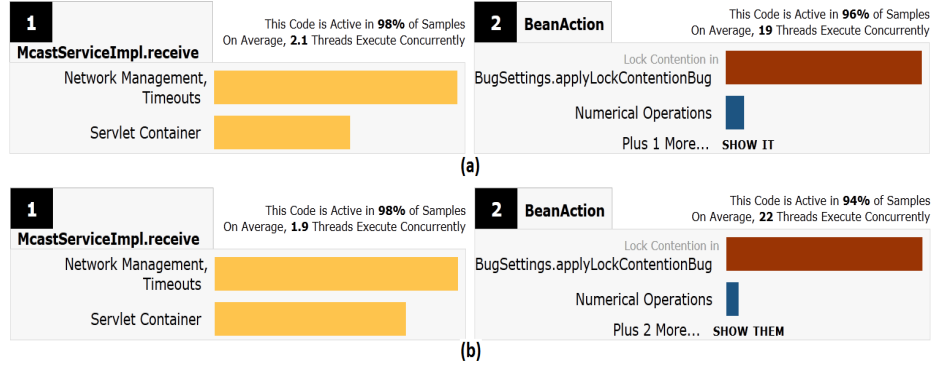 1
McastServiceImpl.receive
This Code is Active in 98% of Samples
On Average, 2.1 Threads Execute Concurrently
Network Management,
Timeouts
Servlet Container
2
BeanAction
This Code is Active in 96% of Samples
On Average, 19 Threads Execute Concurrently
Lock Contention in
BugSettings.applyLockContentionBug
Numerical Operations
Plus 1 More... SHOW IT
(a)
1
McastServiceImpl.receive
This Code is Active in 98% of Samples
On Average, 1.9 Threads Execute Concurrently
Network Management,
Timeouts
Servlet Container
2
BeanAction
This Code is Active in 94% of Samples
On Average, 22 Threads Execute Concurrently
Lock Contention in
BugSettings.applyLockContentionBug
Numerical Operations
Plus 2 More... SHOW THEM
(b)